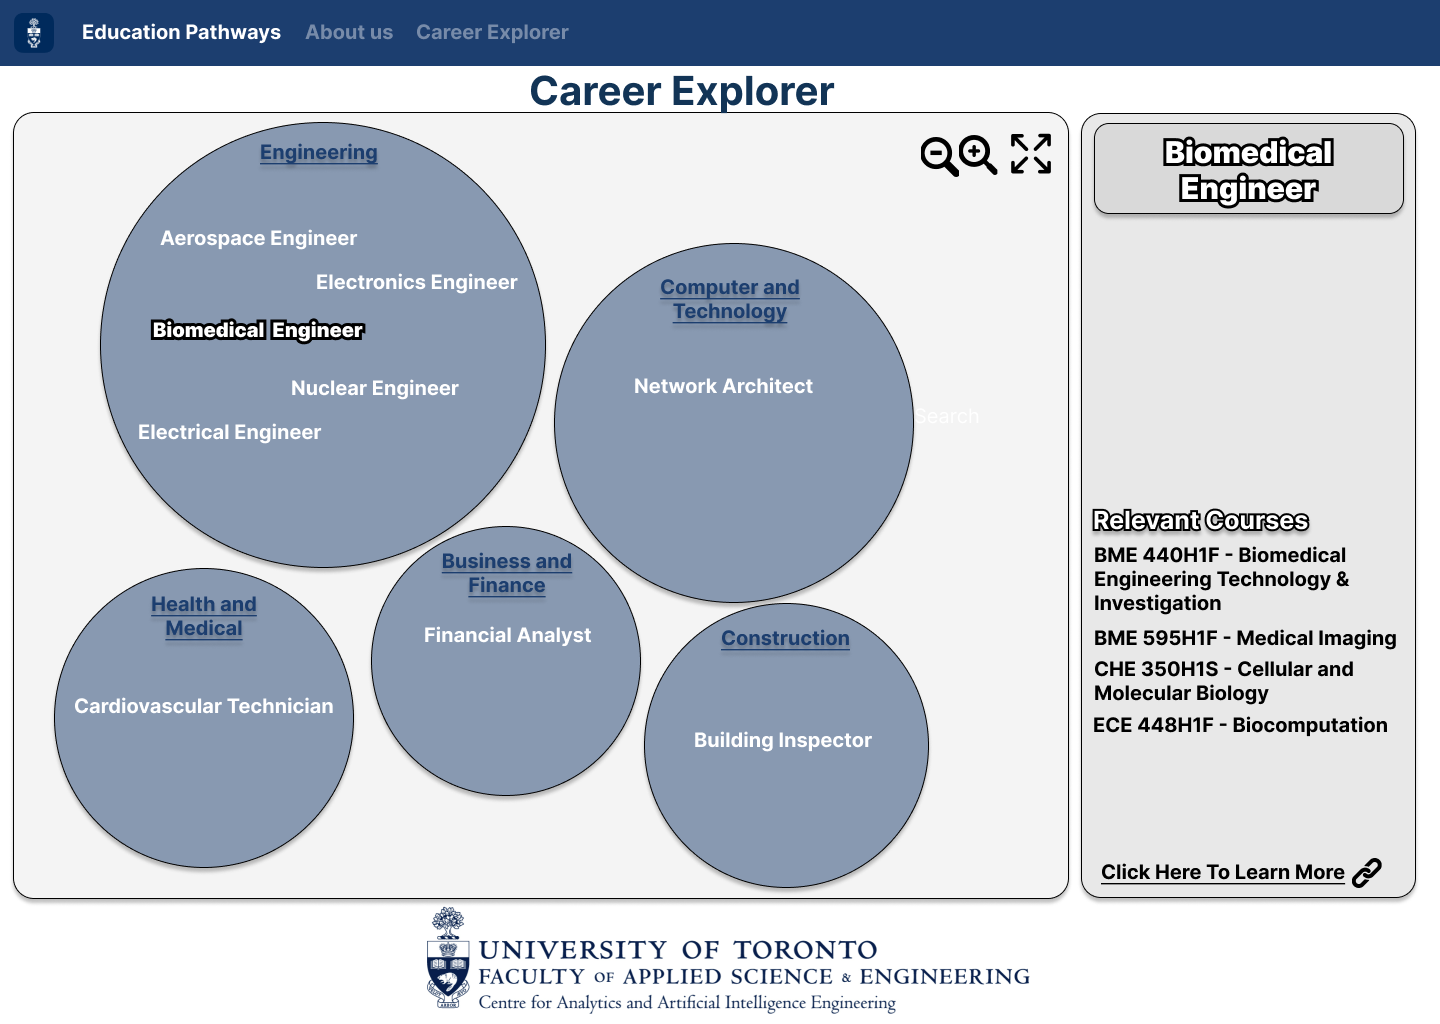 Education Pathways About us Career Explorer
Career Explorer
Engineering
Aerospace Engineer
Electronics Engineer
Biomedical Engineer
Nuclear Engineer
Electrical Engineer
Computer and
Technology
Network Architect
Search
Business and
Finance
Financial Analyst
Health and
Medical
Cardiovascular Technician
Construction
Building Inspector
Biomedical
Engineer
Relevant Courses
BME 440H1F - Biomedical
Engineering Technology &
Investigation
BME 595H1F - Medical Imaging
CHE 350H1S - Cellular and
Molecular Biology
ECE 448H1F - Biocomputation
Click Here To Learn More
UNIVERSITY OF TORONTO
FACULTY OF APPLIED SCIENCE & ENGINEERING
Centre for Analytics and Artificial Intelligence Engineering